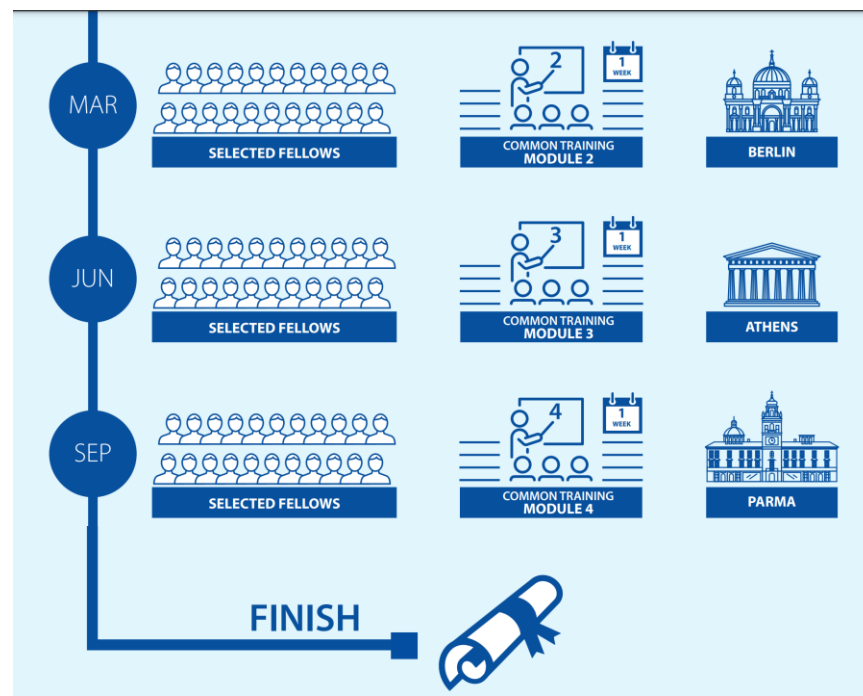 MAR
2
1
WEEK
SELECTED FELLOWS
COMMON TRAINING
MODULE 2
BERLIN
JUN
3
1
WEEK
SELECTED FELLOWS
COMMON TRAINING
MODULE 3
ATHENS
SEP
4
1
WEEK
SELECTED FELLOWS
COMMON TRAINING
MODULE 4
PARMA
FINISH